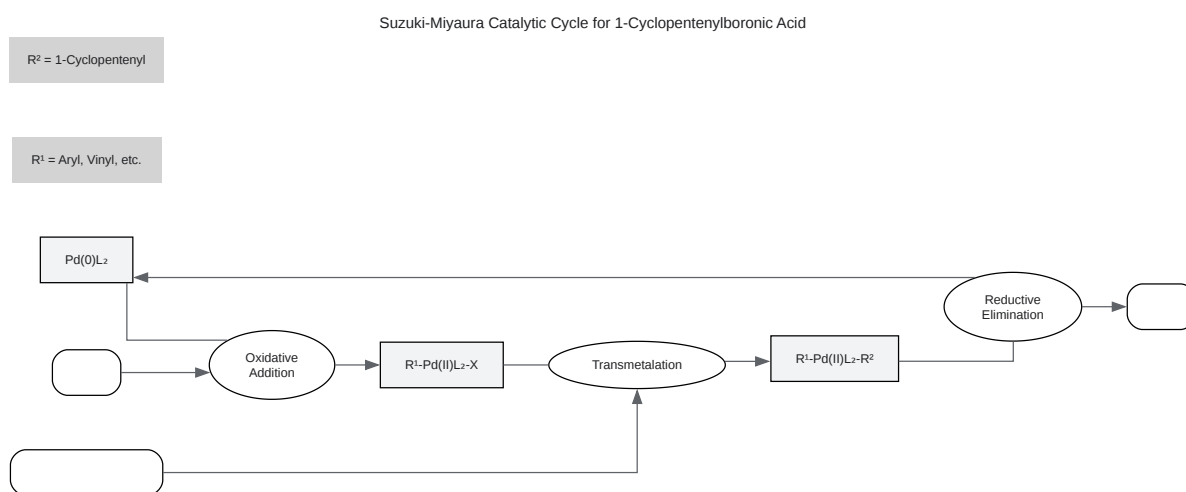 Suzuki-Miyaura Catalytic Cycle for 1-Cyclopentenylboronic Acid
R² = 1-Cyclopentenyl
R¹ = Aryl, Vinyl, etc.
Pd(0)L₂
Oxidative
Addition
R¹-Pd(II)L₂-X
Transmetalation
R¹-Pd(II)L₂-R²
Reductive
Elimination